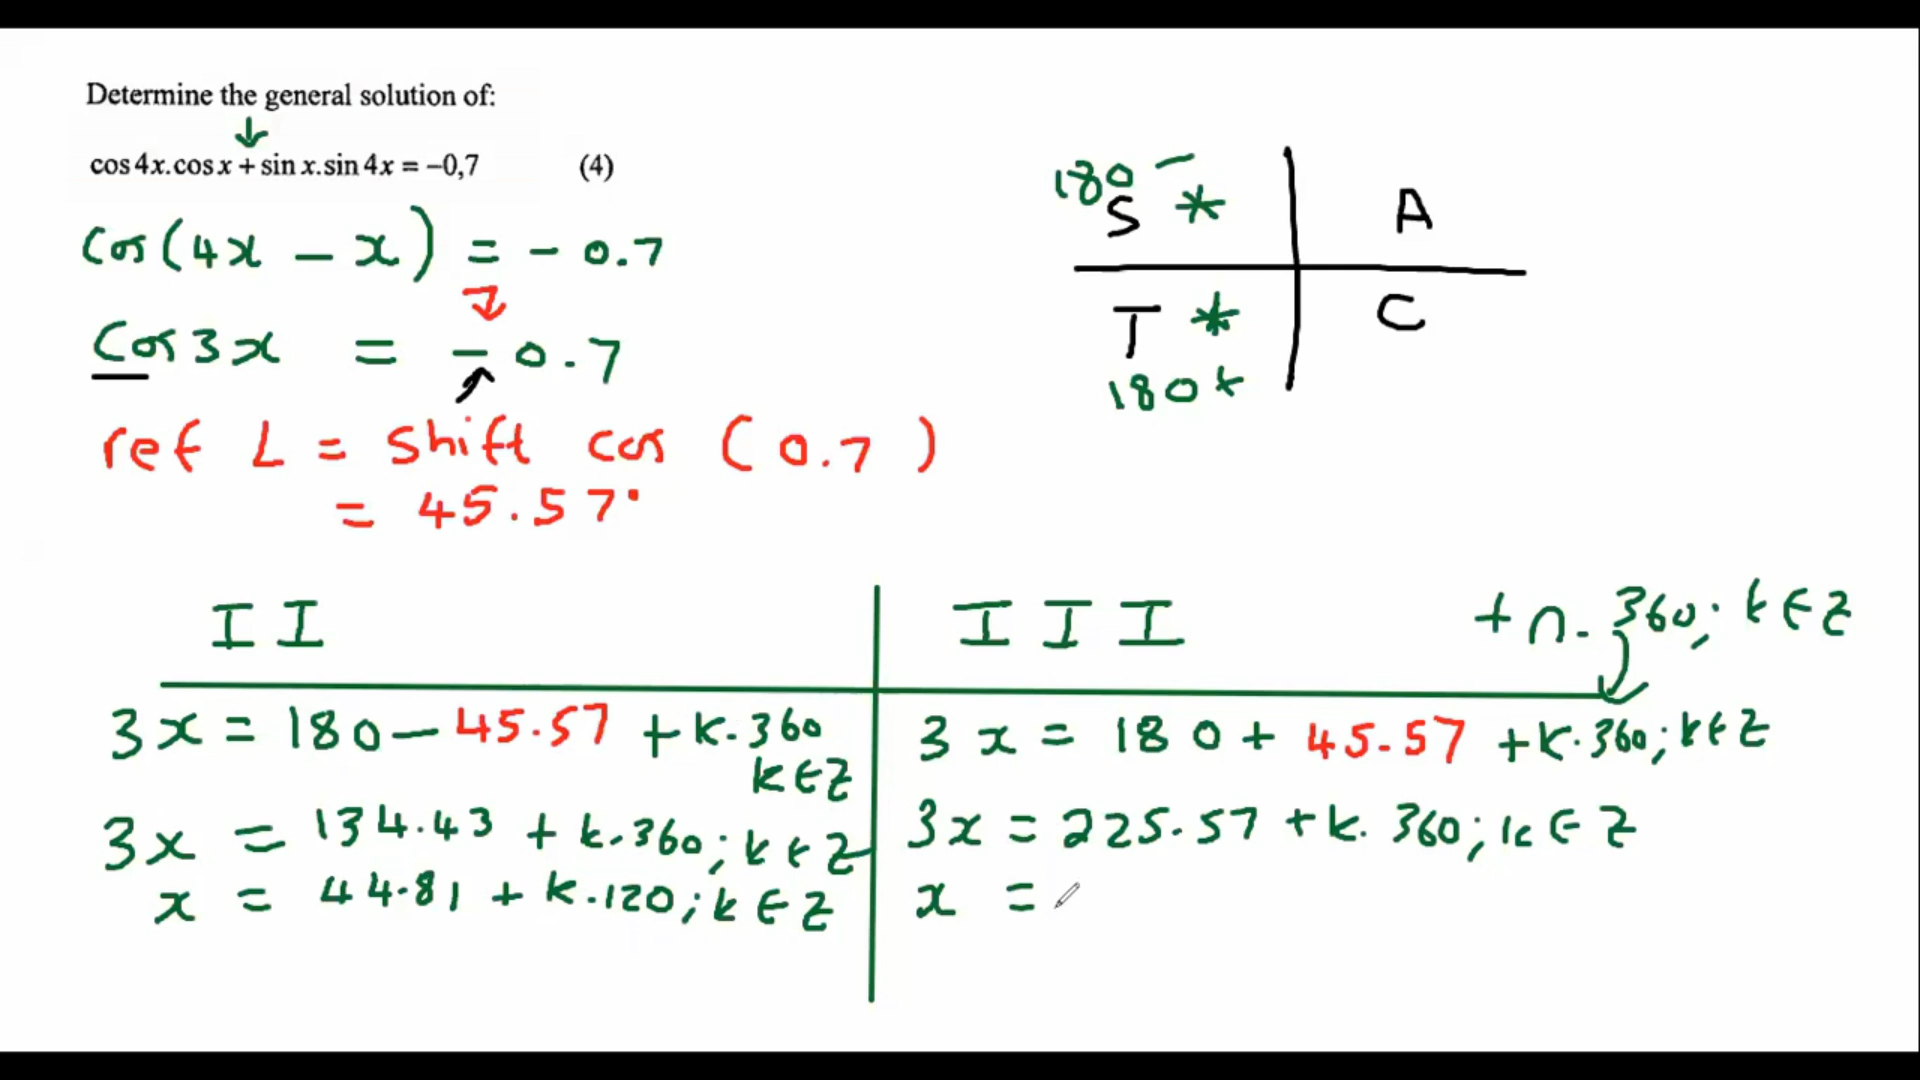 Determine the general solution of:
cos 4x.cos x + sin x.sin 4x = –0,7 (4)
cos(4x – x) = – 0.7
Cos3x = – 0.7
ref L = shift cos (0.7)
= 45.57°
180 –
S * A
T * C
180+
II
3x = 180 – 45.57 + k. 360
k ∈ Z
3x = 134.43 + k.360; k ∈ Z
x = 44.81 + k.120; k ∈ Z
III + n. 360; k ∈ Z
3x = 180 + 45.57 + k.360; k ∈ Z
3x = 225.57 + k. 360; k ∈ Z
x =